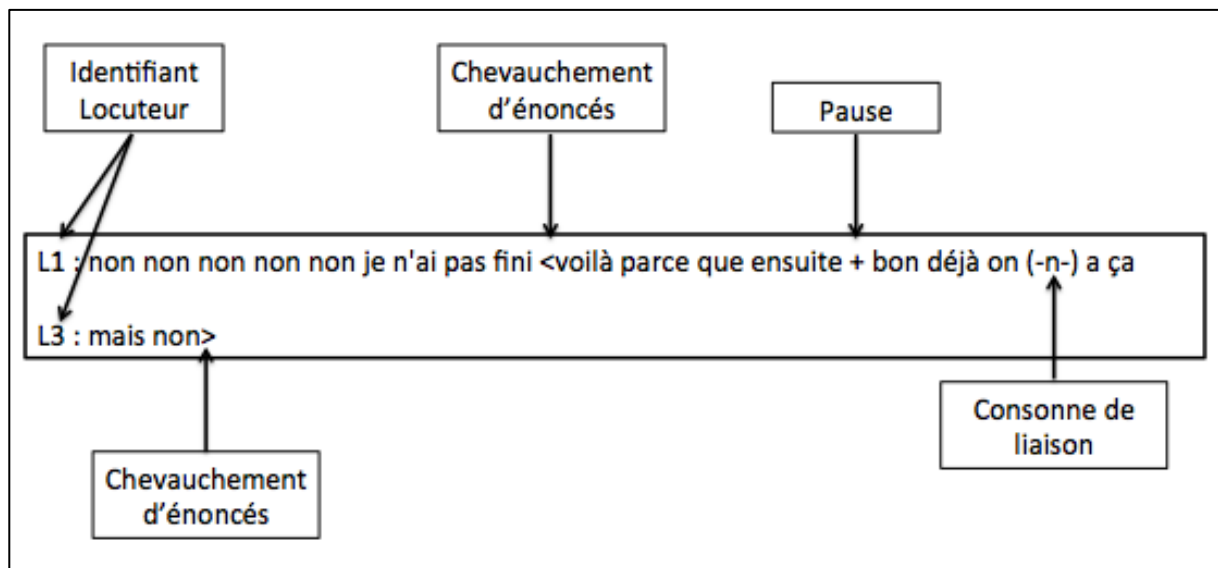 Identifiant
Locuteur
Chevauchement
d'énoncés
Pause
L1 : non non non non non je n'ai pas fini <voilà parce que ensuite + bon déjà on (-n-) a ça
L3 : mais non>
Chevauchement
d'énoncés
Consonne de
liaison